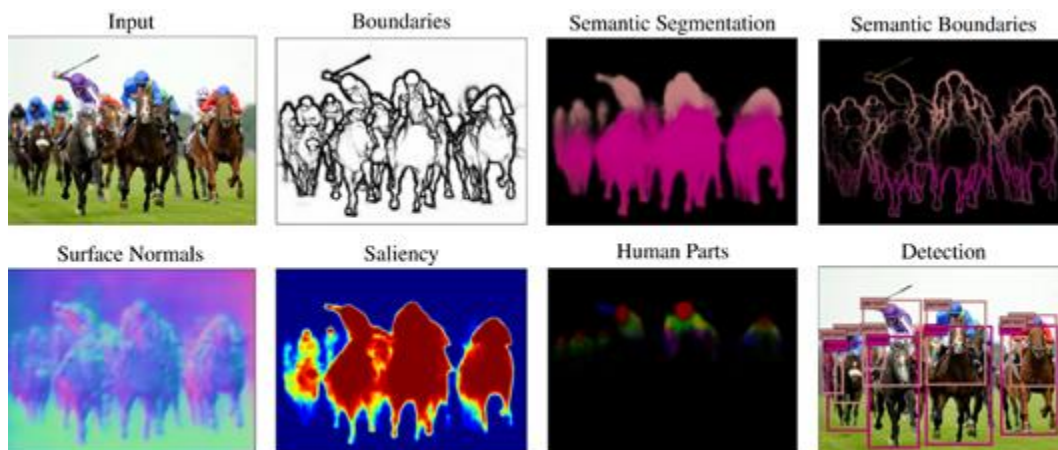 Input
Boundaries
Semantic Segmentation
Semantic Boundaries
Surface Normals
Saliency
Human Parts
Detection